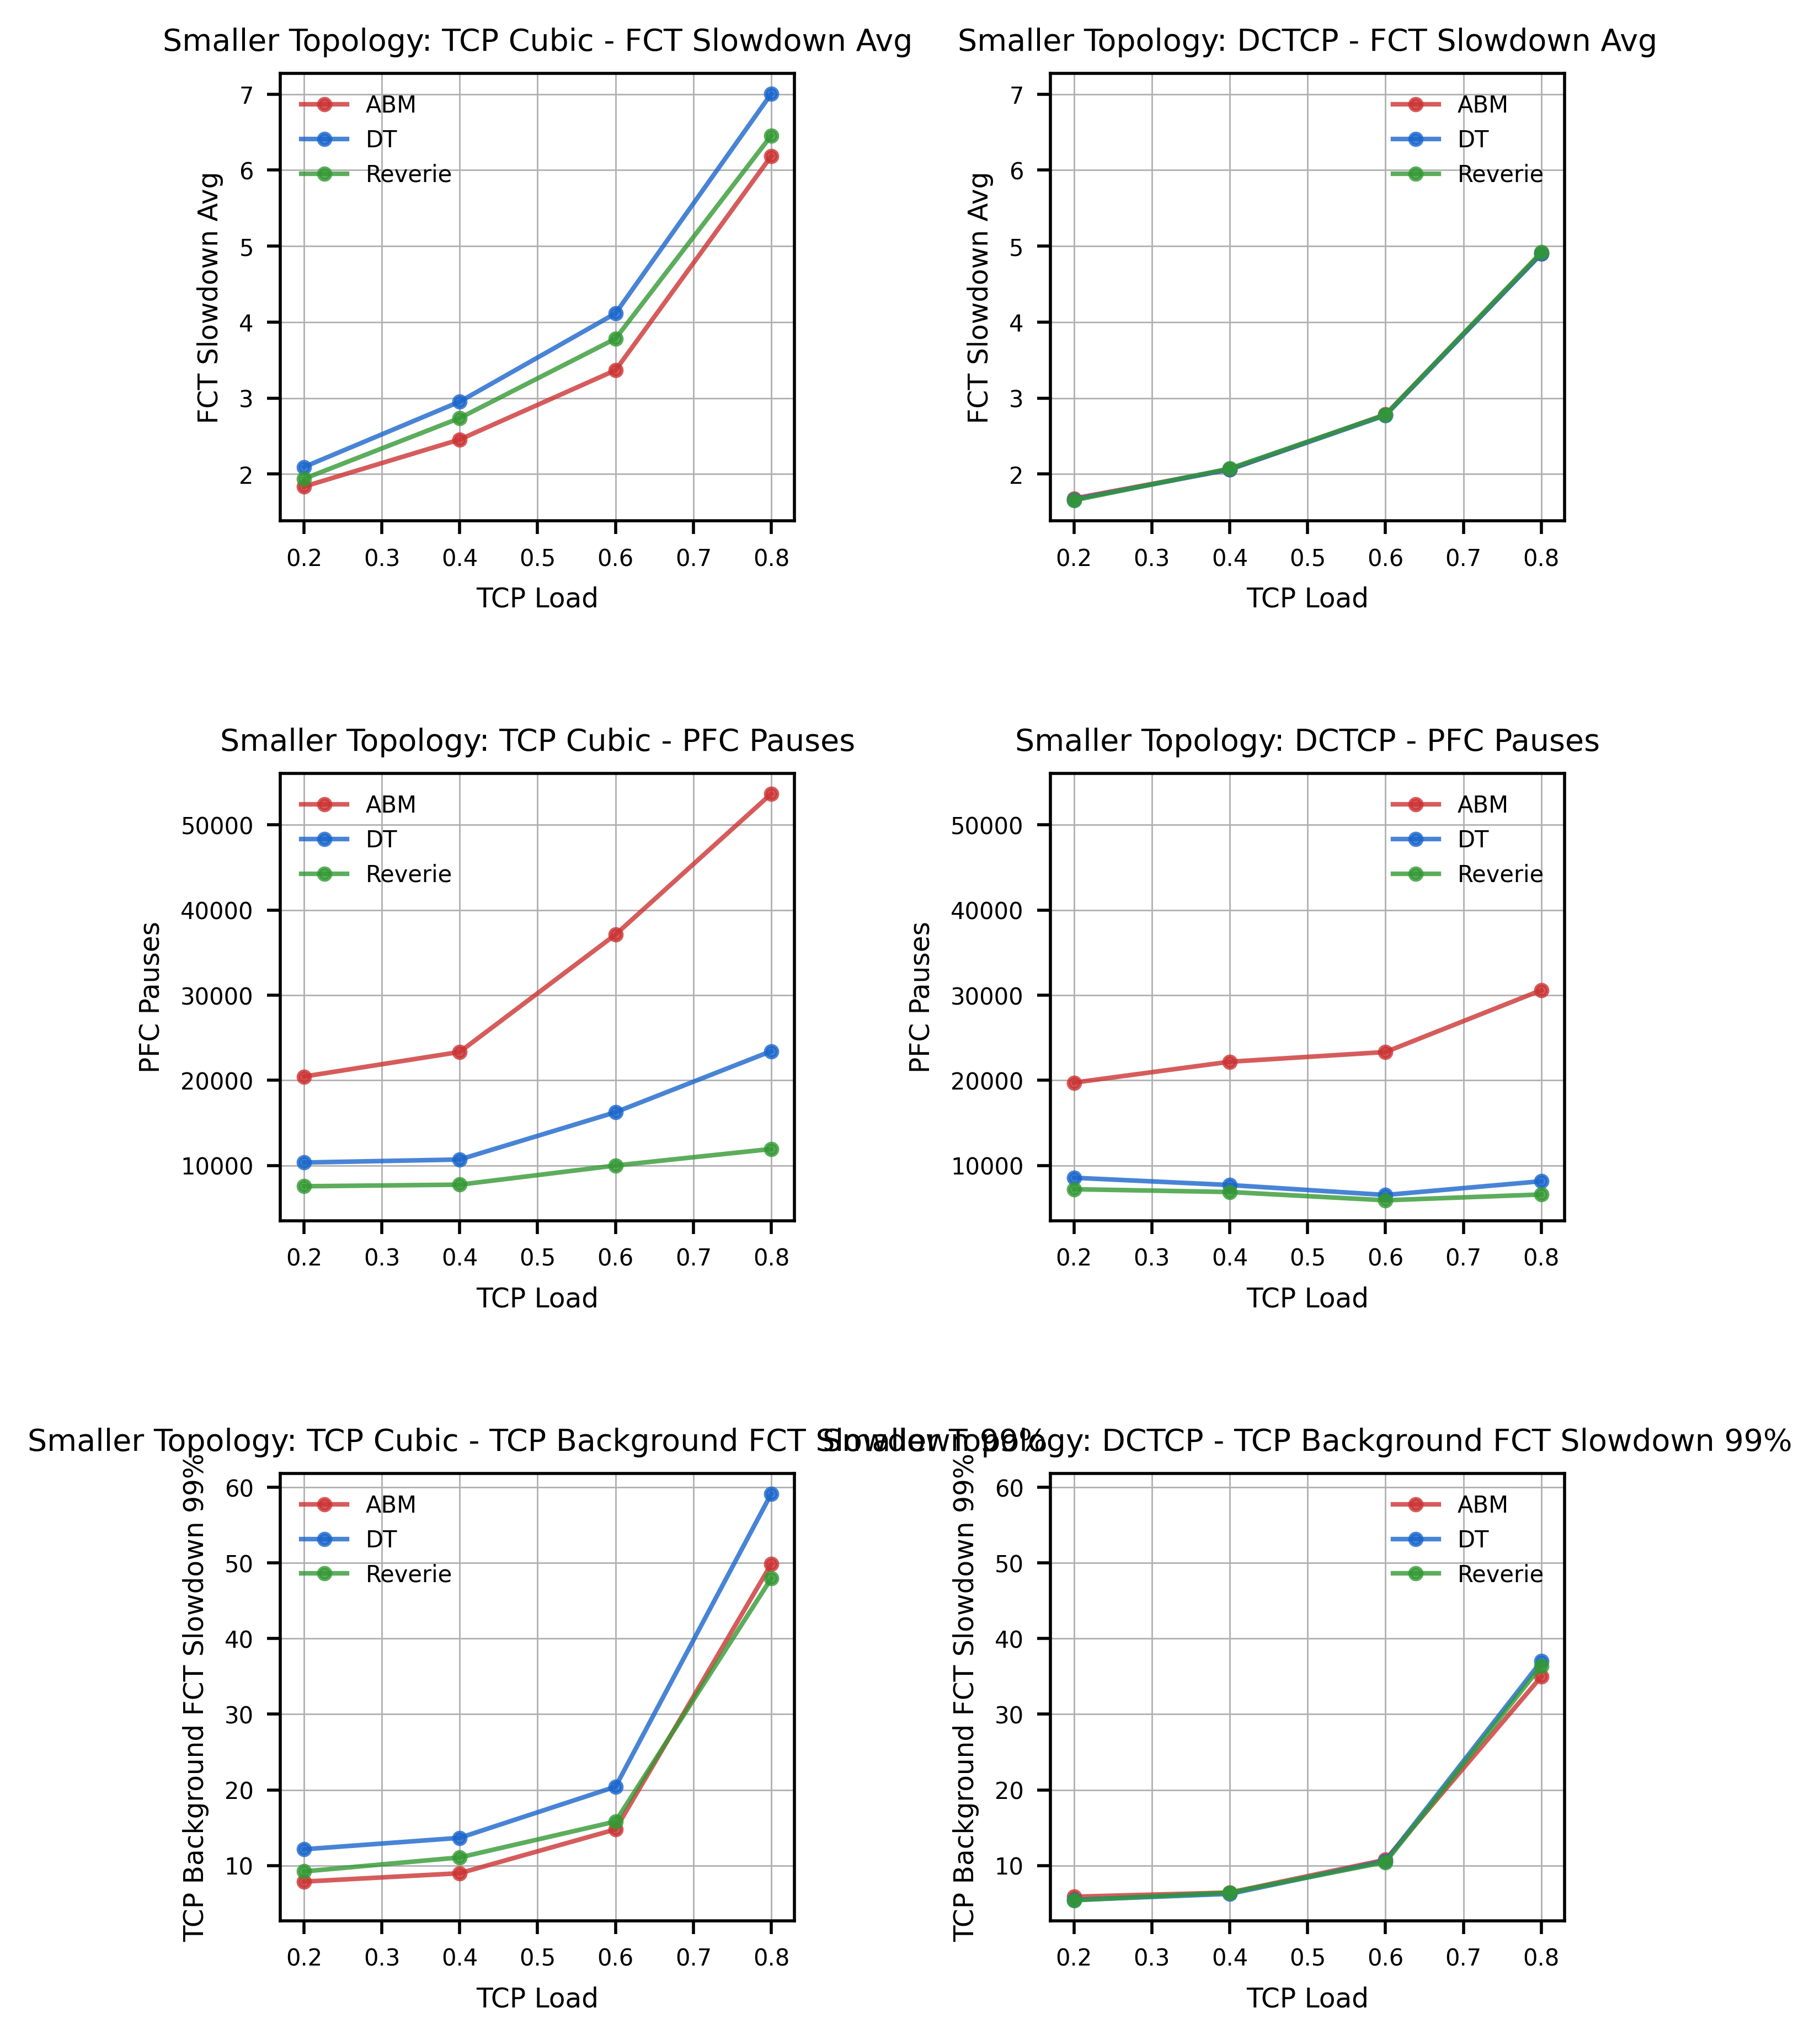 Smaller Topology: TCP Cubic - FCT Slowdown Avg
FCT Slowdown Avg
7
6
5
4
3
2
ABM
DT
Reverie
0.2 0.3 0.4 0.5 0.6 0.7 0.8
TCP Load
Smaller Topology: DCTCP - FCT Slowdown Avg
FCT Slowdown Avg
7
6
5
4
3
2
ABM
DT
Reverie
0.2 0.3 0.4 0.5 0.6 0.7 0.8
TCP Load
Smaller Topology: TCP Cubic - PFC Pauses
PFC Pauses
50000
40000
30000
20000
10000
ABM
DT
Reverie
0.2 0.3 0.4 0.5 0.6 0.7 0.8
TCP Load
Smaller Topology: DCTCP - PFC Pauses
PFC Pauses
50000
40000
30000
20000
10000
ABM
DT
Reverie
0.2 0.3 0.4 0.5 0.6 0.7 0.8
TCP Load
Smaller Topology: TCP Cubic - TCP Background FCT Slowdown 99%
TCP Background FCT Slowdown 99%
60
50
40
30
20
10
ABM
DT
Reverie
0.2 0.3 0.4 0.5 0.6 0.7 0.8
TCP Load
Smaller Topology: DCTCP - TCP Background FCT Slowdown 99%
TCP Background FCT Slowdown 99%
60
50
40
30
20
10
ABM
DT
Reverie
0.2 0.3 0.4 0.5 0.6 0.7 0.8
TCP Load